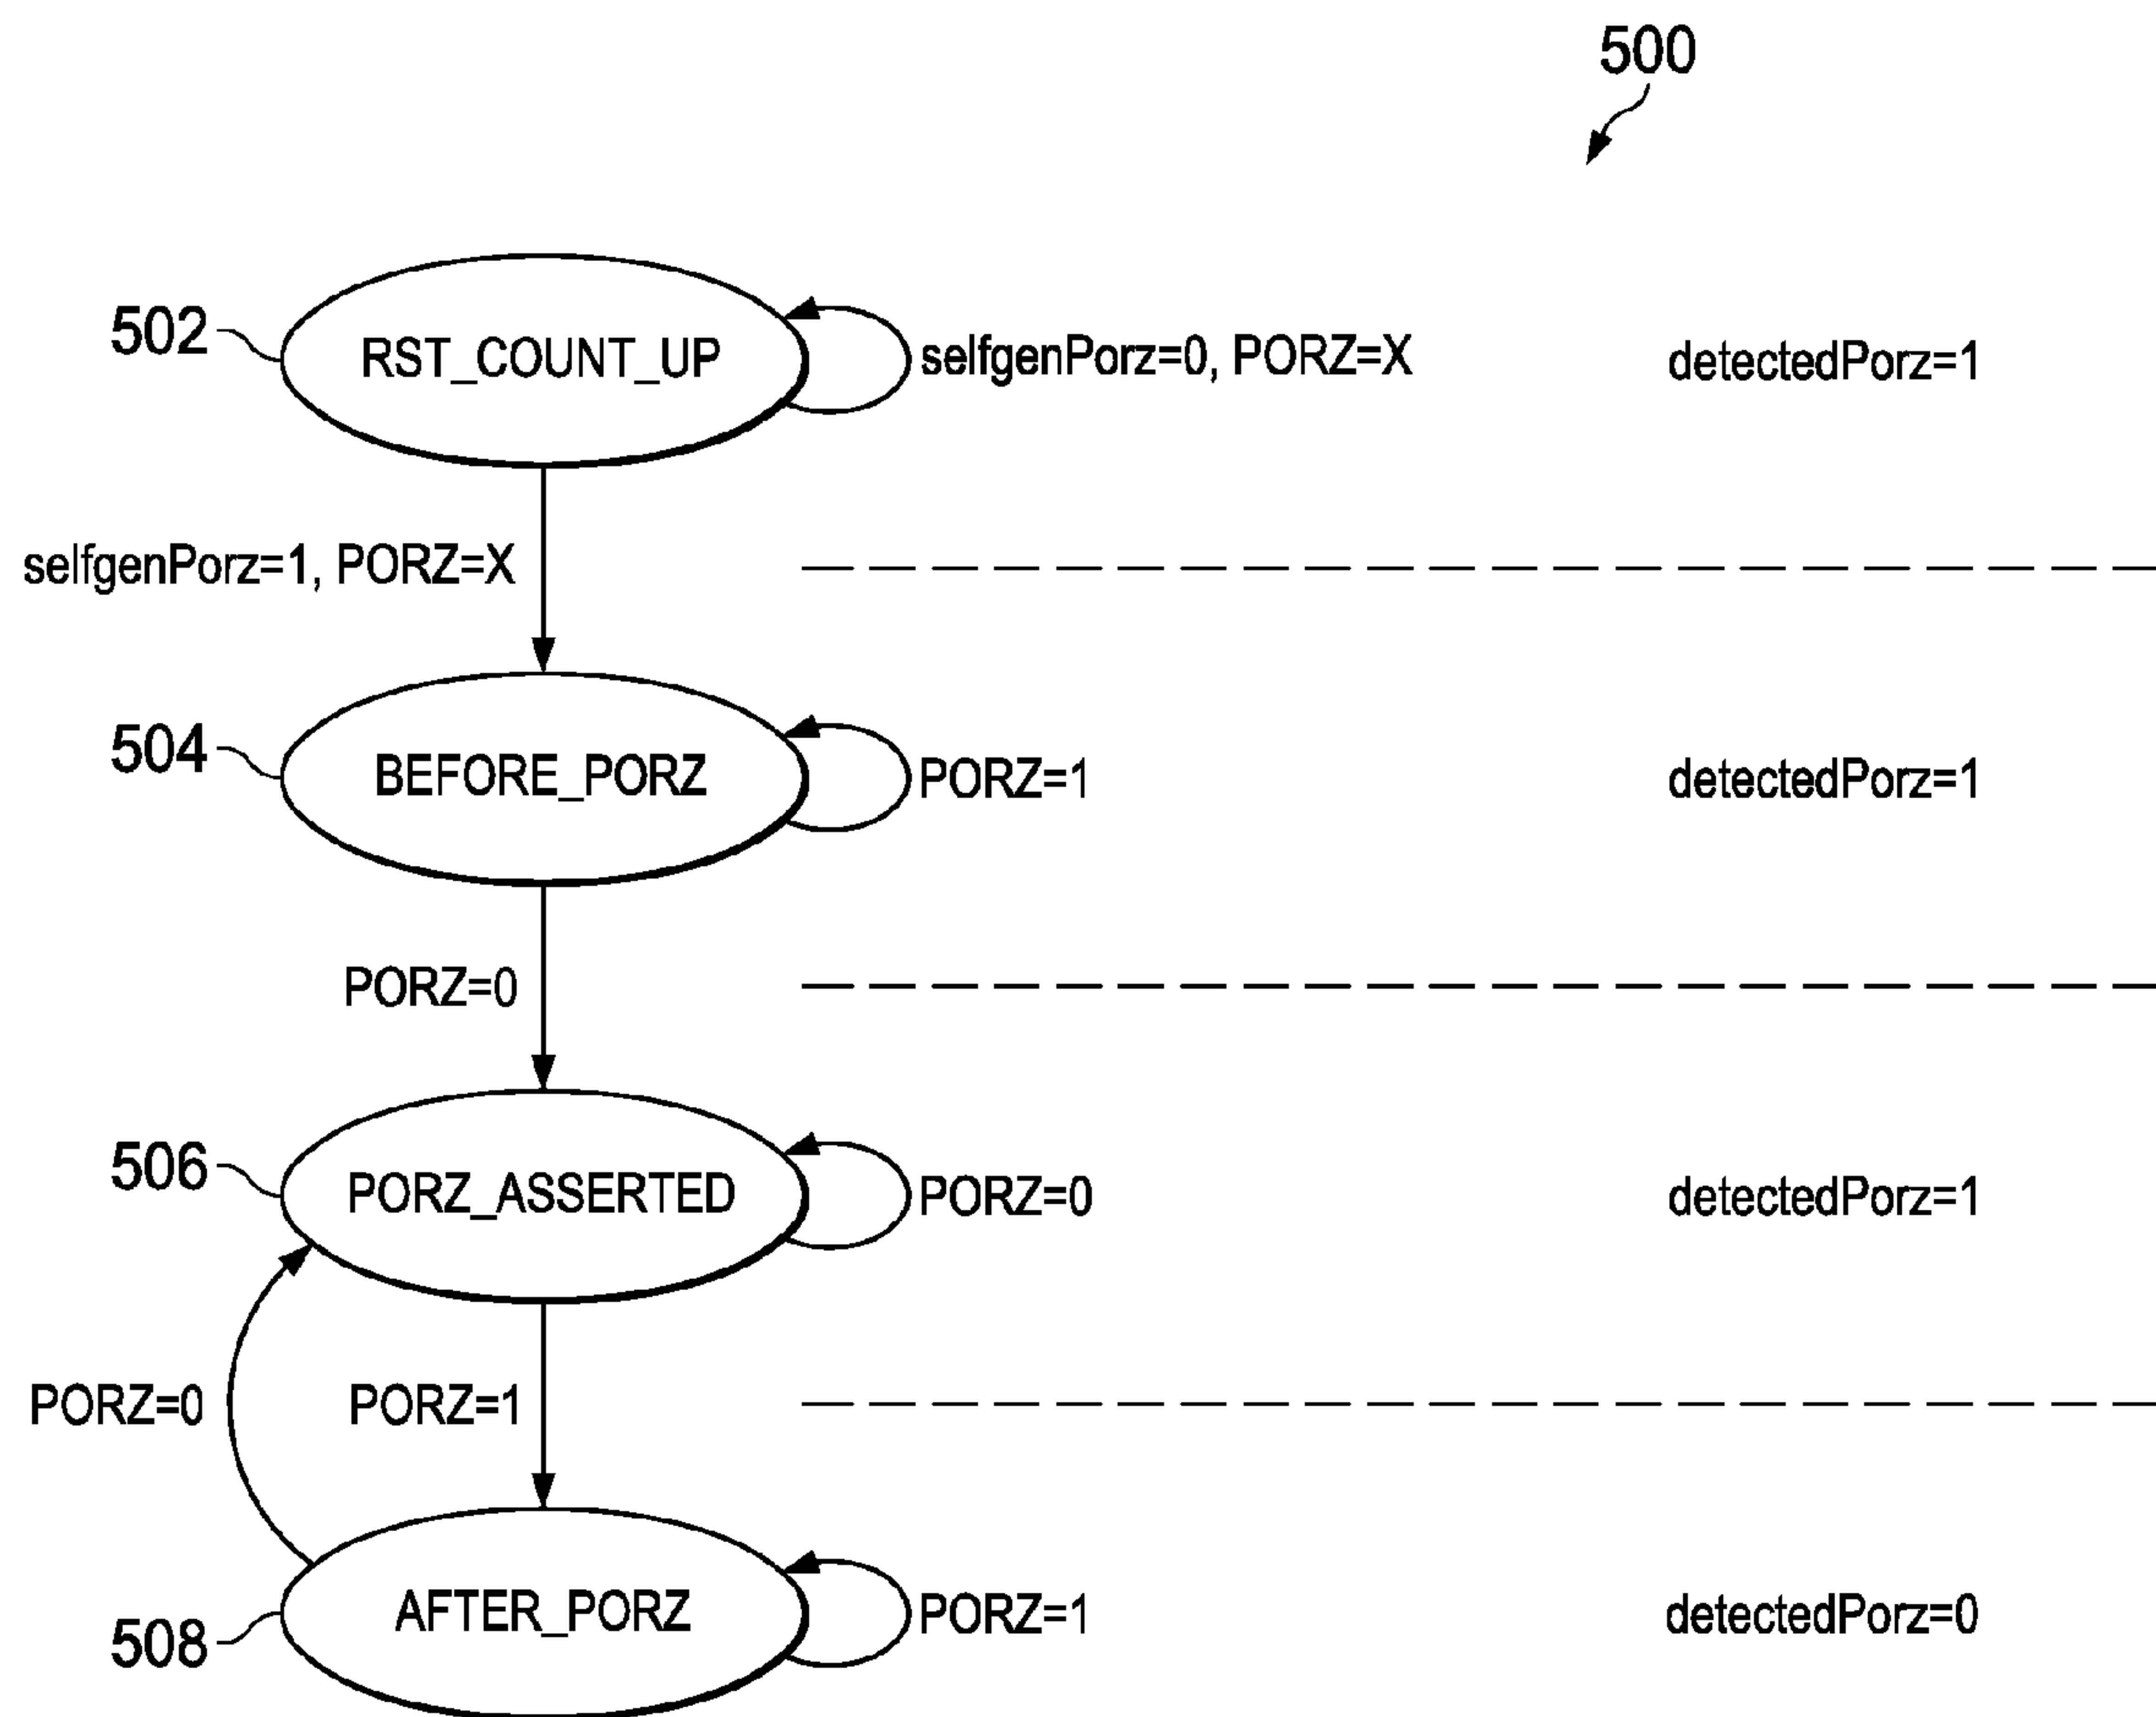 500
502
RST_COUNT_UP
selfgenPorz=0, PORZ=X
detectedPorz=1
selfgenPorz=1, PORZ=X
504
BEFORE_PORZ
PORZ=1
detectedPorz=1
PORZ=0
506
PORZ_ASSERTED
PORZ=0
detectedPorz=1
PORZ=0
PORZ=1
508
AFTER_PORZ
PORZ=1
detectedPorz=0